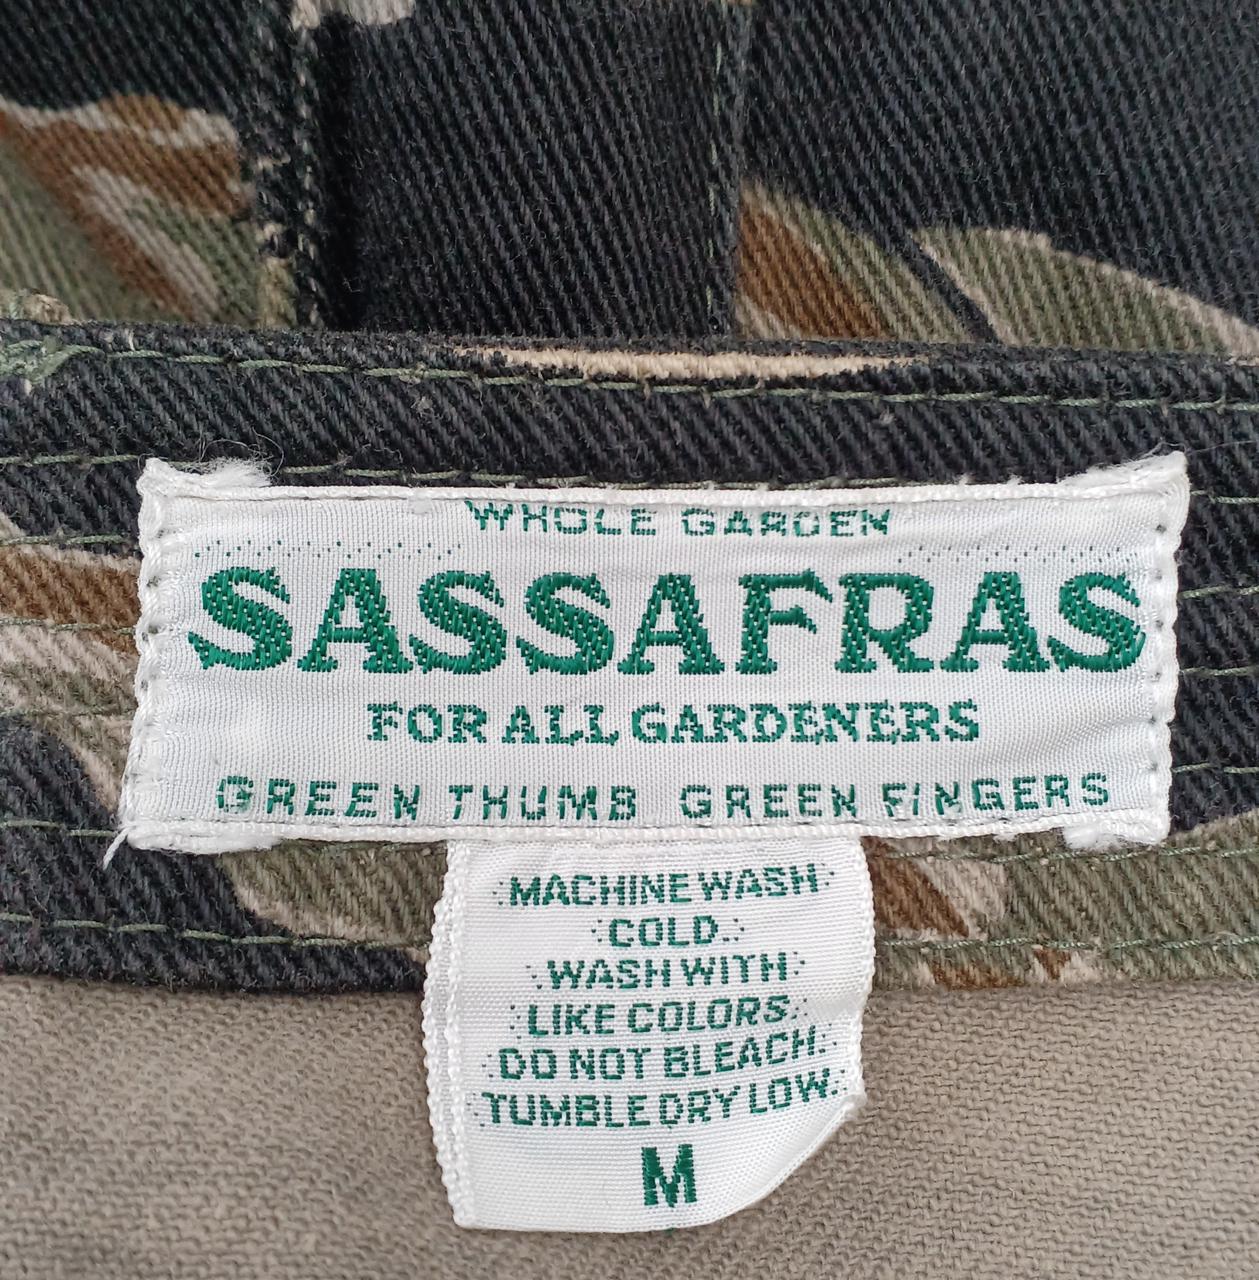 WHOLE GARDEN
SASSAFRAS
FOR ALL GARDENERS
GREEN THUMB GREEN FINGERS
MACHINE WASH
COLD.
WASH WITH
LIKE COLORS.
DO NOT BLEACH.
TUMBLE DRY LOW.
M